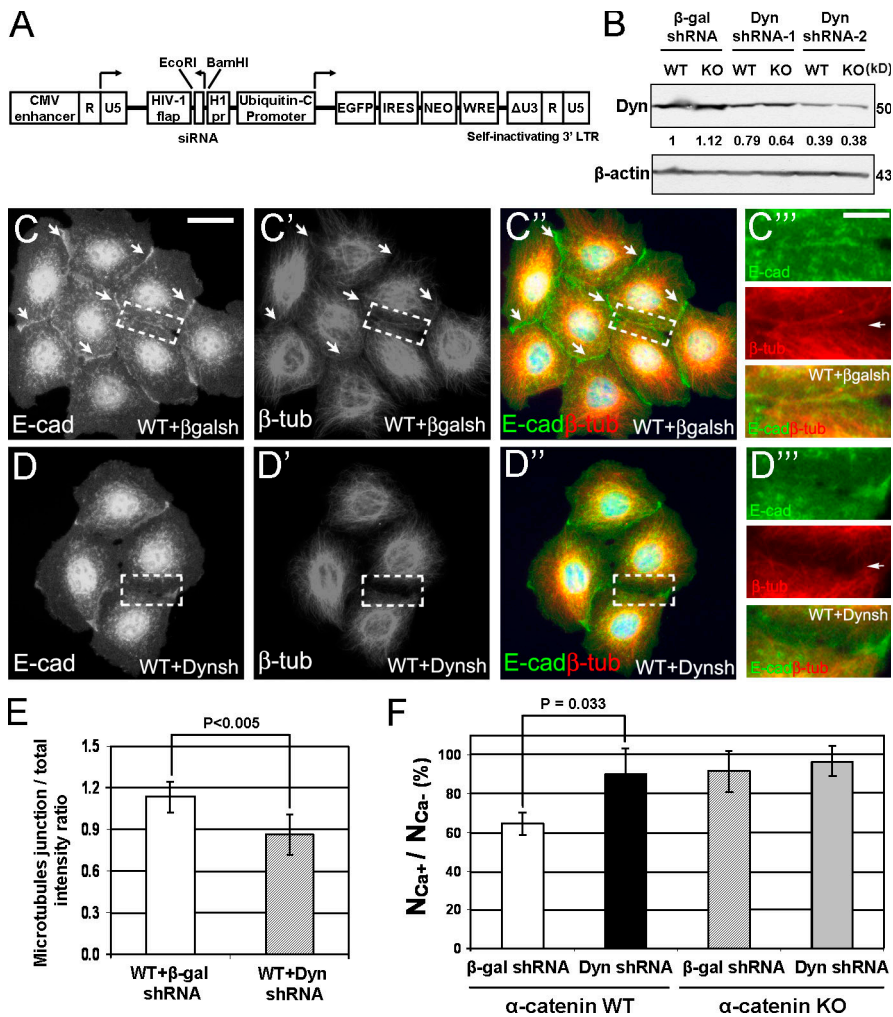 A
EcoRI BamHI
CMV enhancer R U5 HIV-1 flap H1 pr Ubiquitin-C Promoter EGFP IRES NEO WRE ΔU3 R U5
siRNA
Self-inactivating 3' LTR
B
β-gal shRNA Dyn shRNA-1 Dyn shRNA-2
WT KO WT KO WT KO (kD)
Dyn 50
1 1.12 0.79 0.64 0.39 0.38
β-actin 43
C
E-cad WT+βgalsh
C'
β-tub WT+βgalsh
C''
E-cadβ-tub WT+βgalsh
C'''
E-cad
β-tub
WT+βgalsh
E-cadβ-tub
D
E-cad WT+Dynsh
D'
β-tub WT+Dynsh
D''
E-cadβ-tub WT+Dynsh
D'''
E-cad
β-tub
WT+Dynsh
E-cadβ-tub
E
P<0.005
Microtubules junction / total
intensity ratio
1.5
1.2
0.9
0.6
0.3
0.0
WT+β-gal shRNA
WT+Dyn shRNA
F
P = 0.033
NCa+ / NCa- (%)
100
80
60
40
20
0
β-gal shRNA Dyn shRNA β-gal shRNA Dyn shRNA
α-catenin WT α-catenin KO